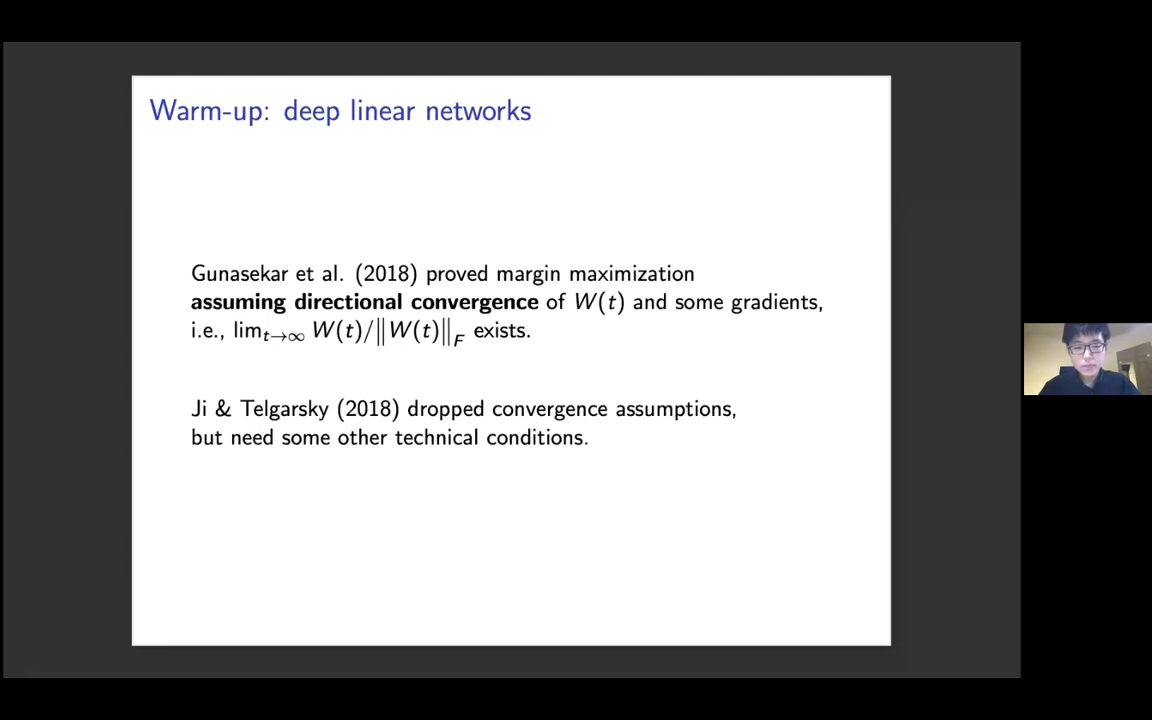 Warm-up: deep linear networks
Gunasekar et al. (2018) proved margin maximization
assuming directional convergence of W(t) and some gradients,
i.e., lim_{t→∞} W(t)/‖W(t)‖_F exists.
Ji & Telgarsky (2018) dropped convergence assumptions,
but need some other technical conditions.